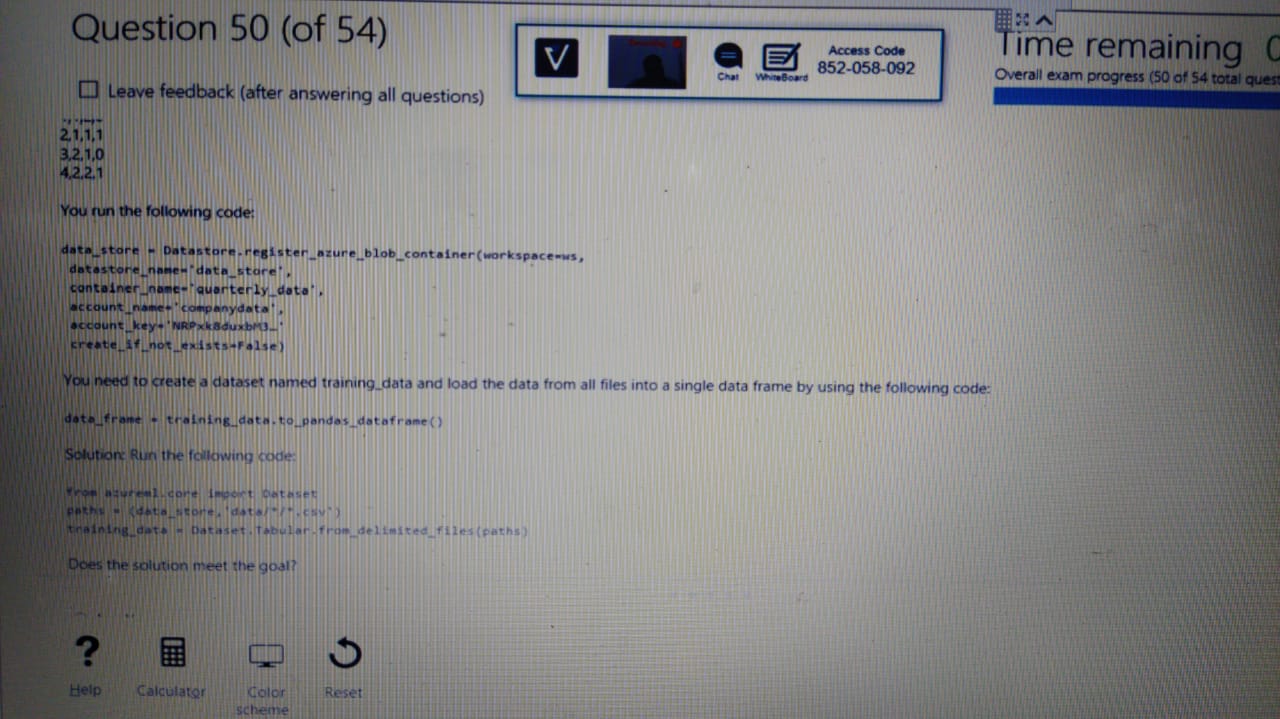 Question 50 (of 54)
Leave feedback (after answering all questions)
V
Chat
WhiteBoard
Access Code
852-058-092
Time remaining
Overall exam progress (50 of 54 total ques
2,1,1,1
3,2,1,0
4,2,2,1
You run the following code:
data_store = Datastore.register_azure_blob_container(workspace=ws,
datastore_name='data_store',
container_name='quarterly_data',
account_name='companydata',
account_key='NRPxk8duxbM3…'
create_if_not_exists=False)
You need to create a dataset named training_data and load the data from all files into a single data frame by using the following code:
data_frame = training_data.to_pandas_dataframe()
Solution: Run the following code:
from azureml.core import Dataset
paths = (data_store,'data/*/*.csv')
training_data = Dataset.Tabular.from_delimited_files(paths)
Does the solution meet the goal?
?
Help
Calculator
Color
scheme
Reset